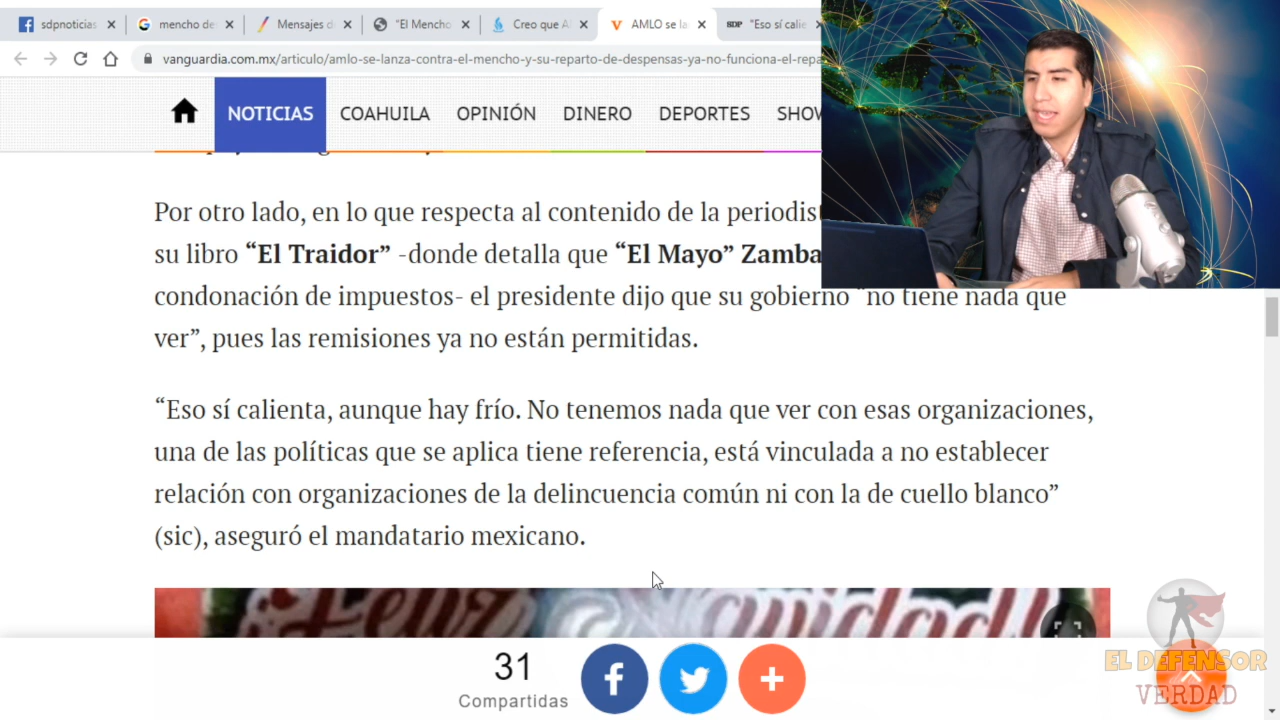 sdpnoticias
mencho de
Mensajes d
"El Mencho
Creo que A
AMLO se la
SDP "Eso sí calie
vanguardia.com.mx/articulo/amlo-se-lanza-contra-el-mencho-y-su-reparto-de-despensas-ya-no-funciona-el-repa
NOTICIAS COAHUILA OPINIÓN DINERO DEPORTES SHOW
Por otro lado, en lo que respecta al contenido de la periodist
su libro “El Traidor” -donde detalla que “El Mayo” Zamba
condonación de impuestos- el presidente dijo que su gobierno “no tiene nada que
ver”, pues las remisiones ya no están permitidas.
“Eso sí calienta, aunque hay frío. No tenemos nada que ver con esas organizaciones,
una de las políticas que se aplica tiene referencia, está vinculada a no establecer
relación con organizaciones de la delincuencia común ni con la de cuello blanco”
(sic), aseguró el mandatario mexicano.
¡Feliz Navidad!
31
Compartidas
EL DEFENSOR
VERDAD